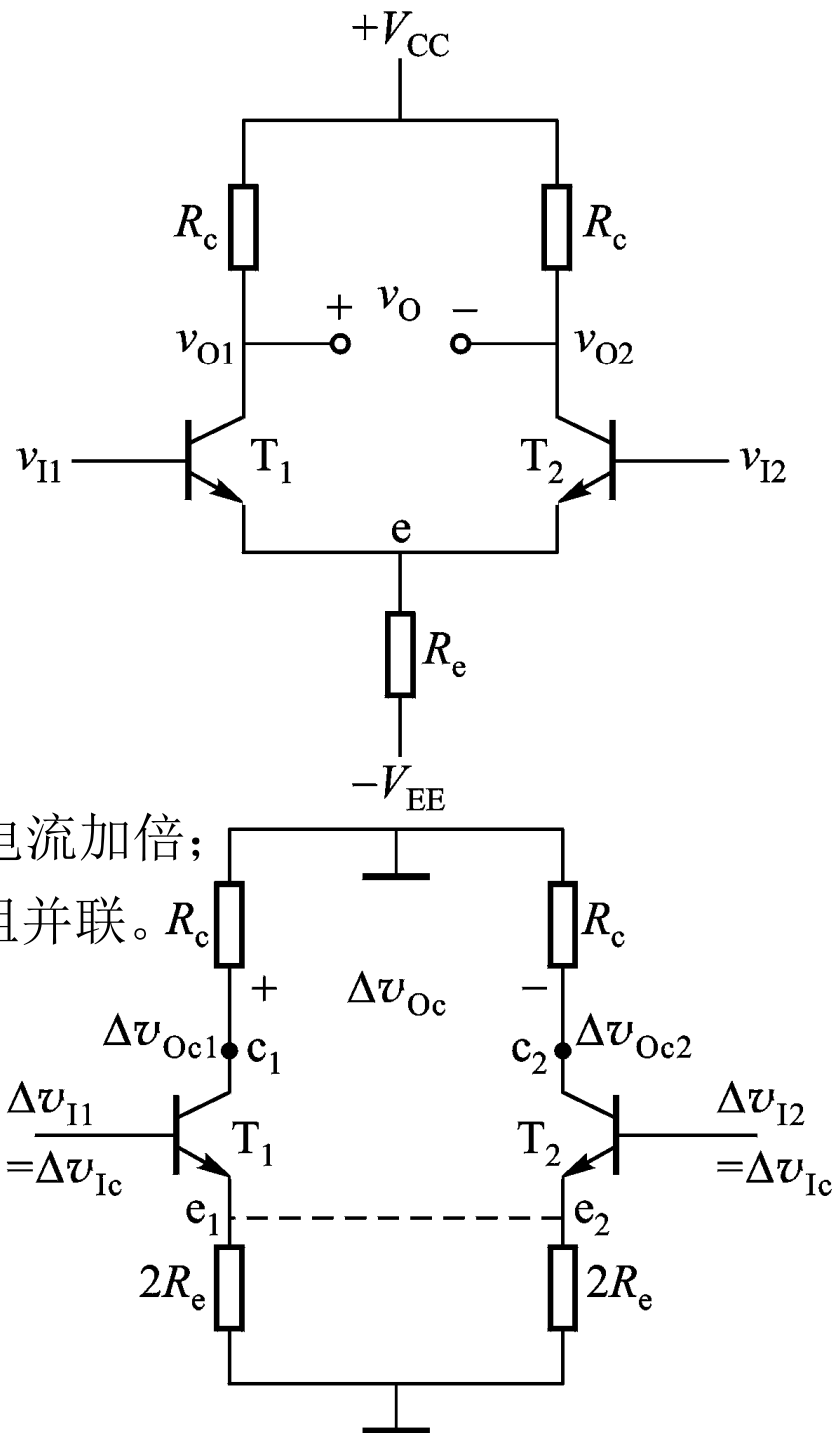 +V_CC
R_c R_c
+ v_O −
v_O1 v_O2
v_I1 T_1 T_2 v_I2
e
R_e
−V_EE
电流加倍；
阻并联。 R_c R_c
+ Δv_Oc −
Δv_Oc1 c_1 c_2 Δv_Oc2
Δv_I1 Δv_I2
T_1 T_2
=Δv_Ic =Δv_Ic
e_1 e_2
2R_e 2R_e